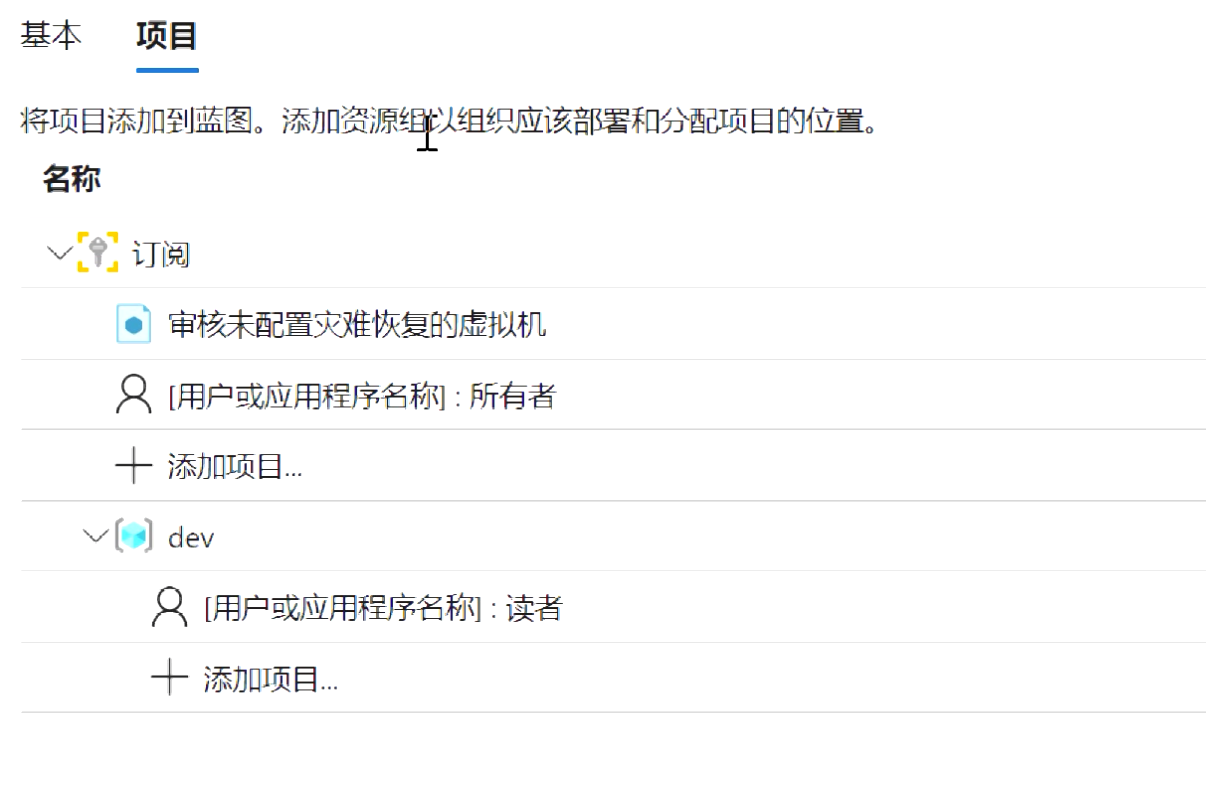 基本 项目
将项目添加到蓝图。添加资源组以组织应该部署和分配项目的位置。
名称
订阅
审核未配置灾难恢复的虚拟机
[用户或应用程序名称] : 所有者
添加项目...
dev
[用户或应用程序名称] : 读者
添加项目...